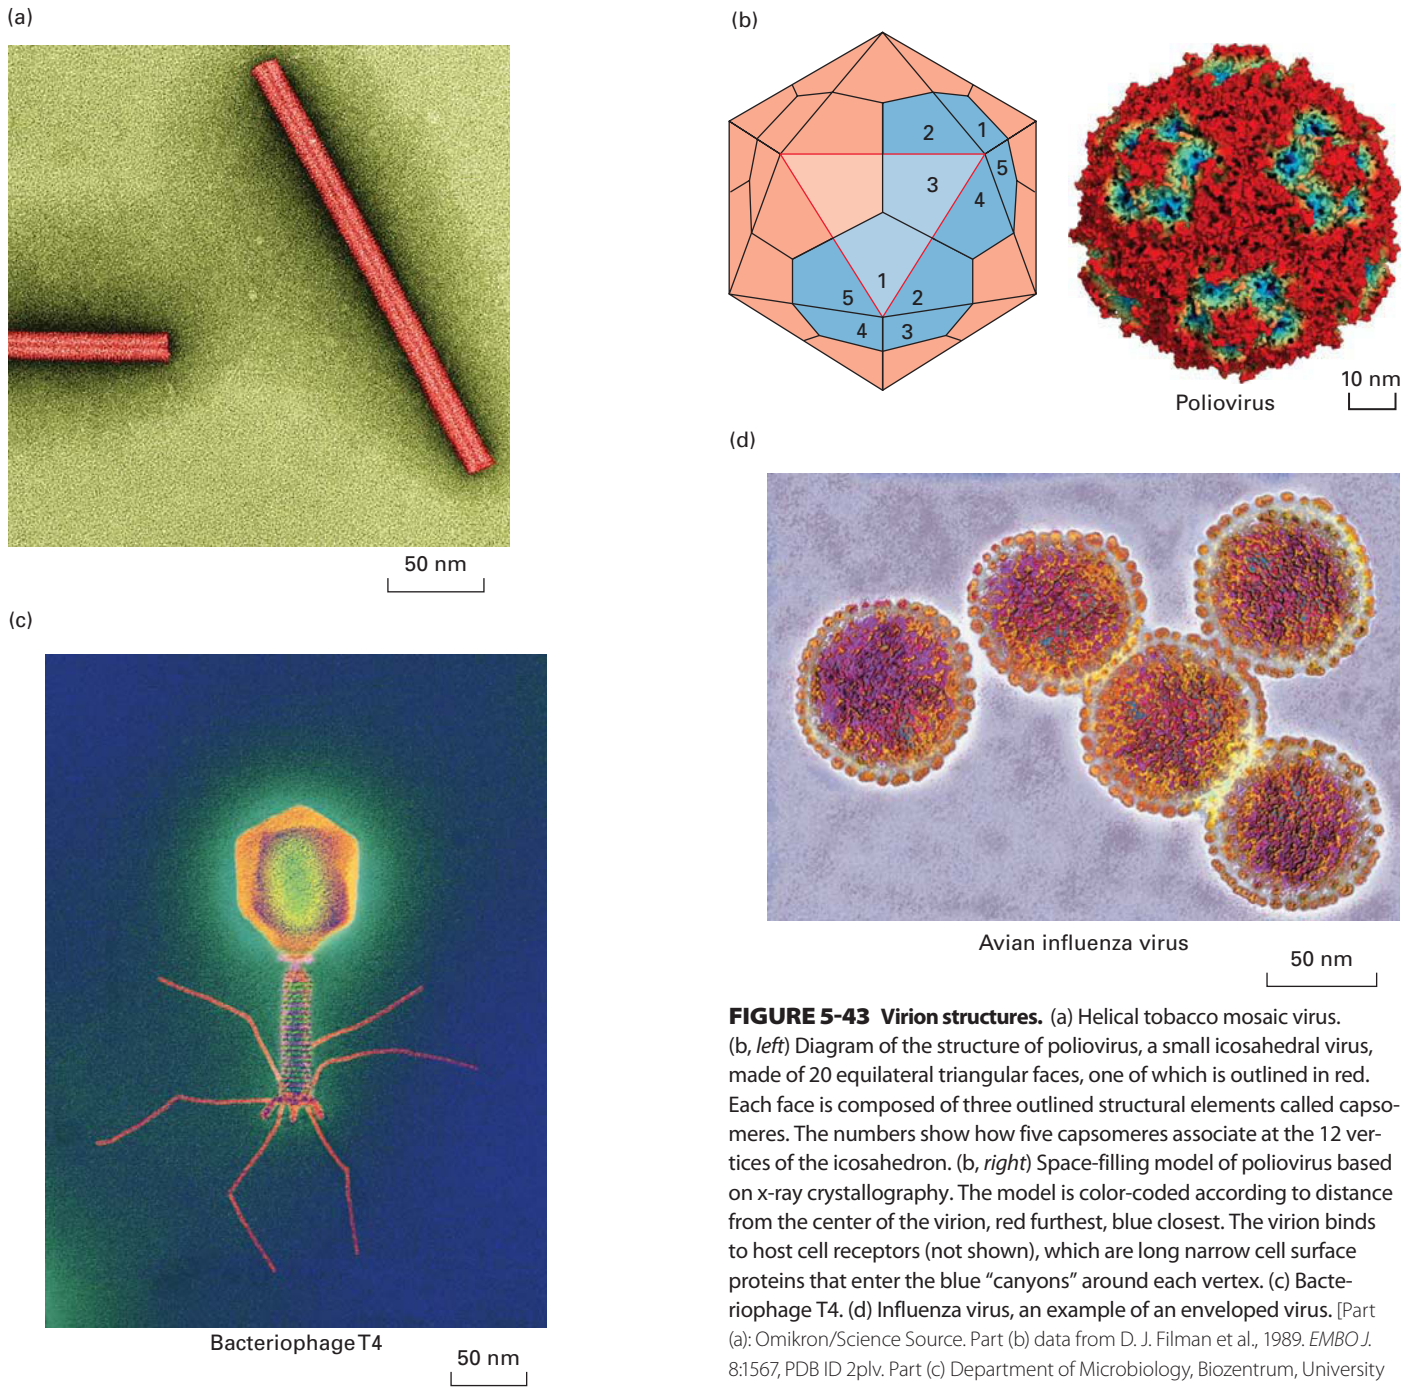 (a)
50 nm
(b)
2
1
5
3
4
1
5
2
4
3
10 nm
Poliovirus
(c)
Bacteriophage T4
50 nm
(d)
Avian influenza virus
50 nm
FIGURE 5-43 Virion structures. (a) Helical tobacco mosaic virus.
(b, left) Diagram of the structure of poliovirus, a small icosahedral virus,
made of 20 equilateral triangular faces, one of which is outlined in red.
Each face is composed of three outlined structural elements called capso-
meres. The numbers show how five capsomeres associate at the 12 ver-
tices of the icosahedron. (b, right) Space-filling model of poliovirus based
on x-ray crystallography. The model is color-coded according to distance
from the center of the virion, red furthest, blue closest. The virion binds
to host cell receptors (not shown), which are long narrow cell surface
proteins that enter the blue “canyons” around each vertex. (c) Bacte-
riophage T4. (d) Influenza virus, an example of an enveloped virus. [Part
(a): Omikron/Science Source. Part (b) data from D. J. Filman et al., 1989. EMBO J.
8:1567, PDB ID 2plv. Part (c) Department of Microbiology, Biozentrum, University